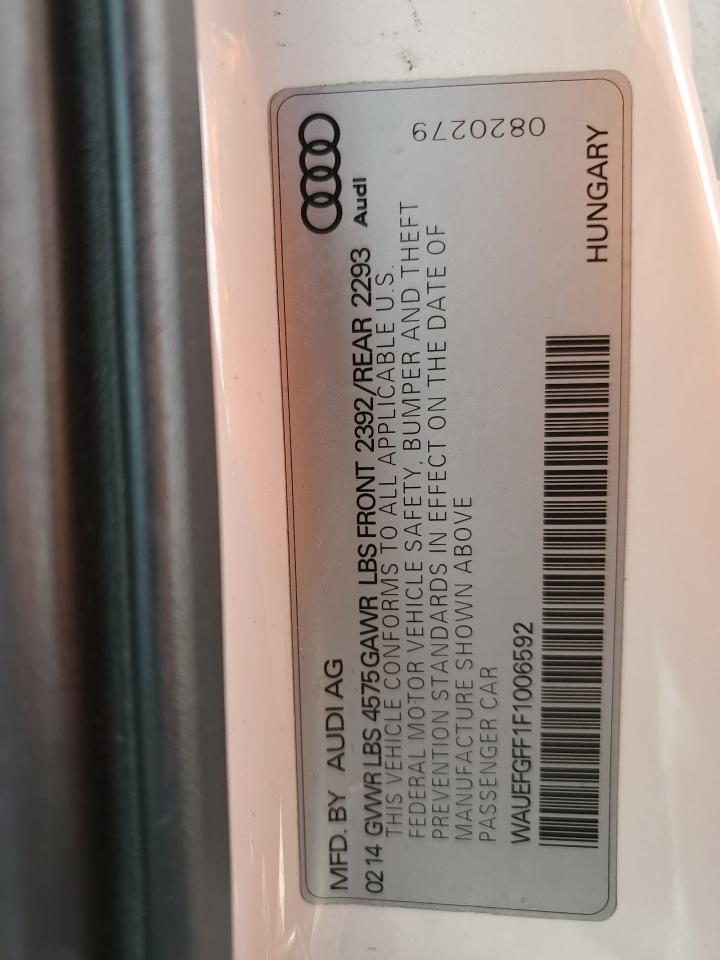 MFD. BY AUDI AG
02 14 GVWR LBS 4575 GAWR LBS FRONT 2392/REAR 2293
THIS VEHICLE CONFORMS TO ALL APPLICABLE U.S.
FEDERAL MOTOR VEHICLE SAFETY, BUMPER AND THEFT
PREVENTION STANDARDS IN EFFECT ON THE DATE OF
MANUFACTURE SHOWN ABOVE
PASSENGER CAR
WAUEFGFF1F1006592
Audi
0820279
HUNGARY